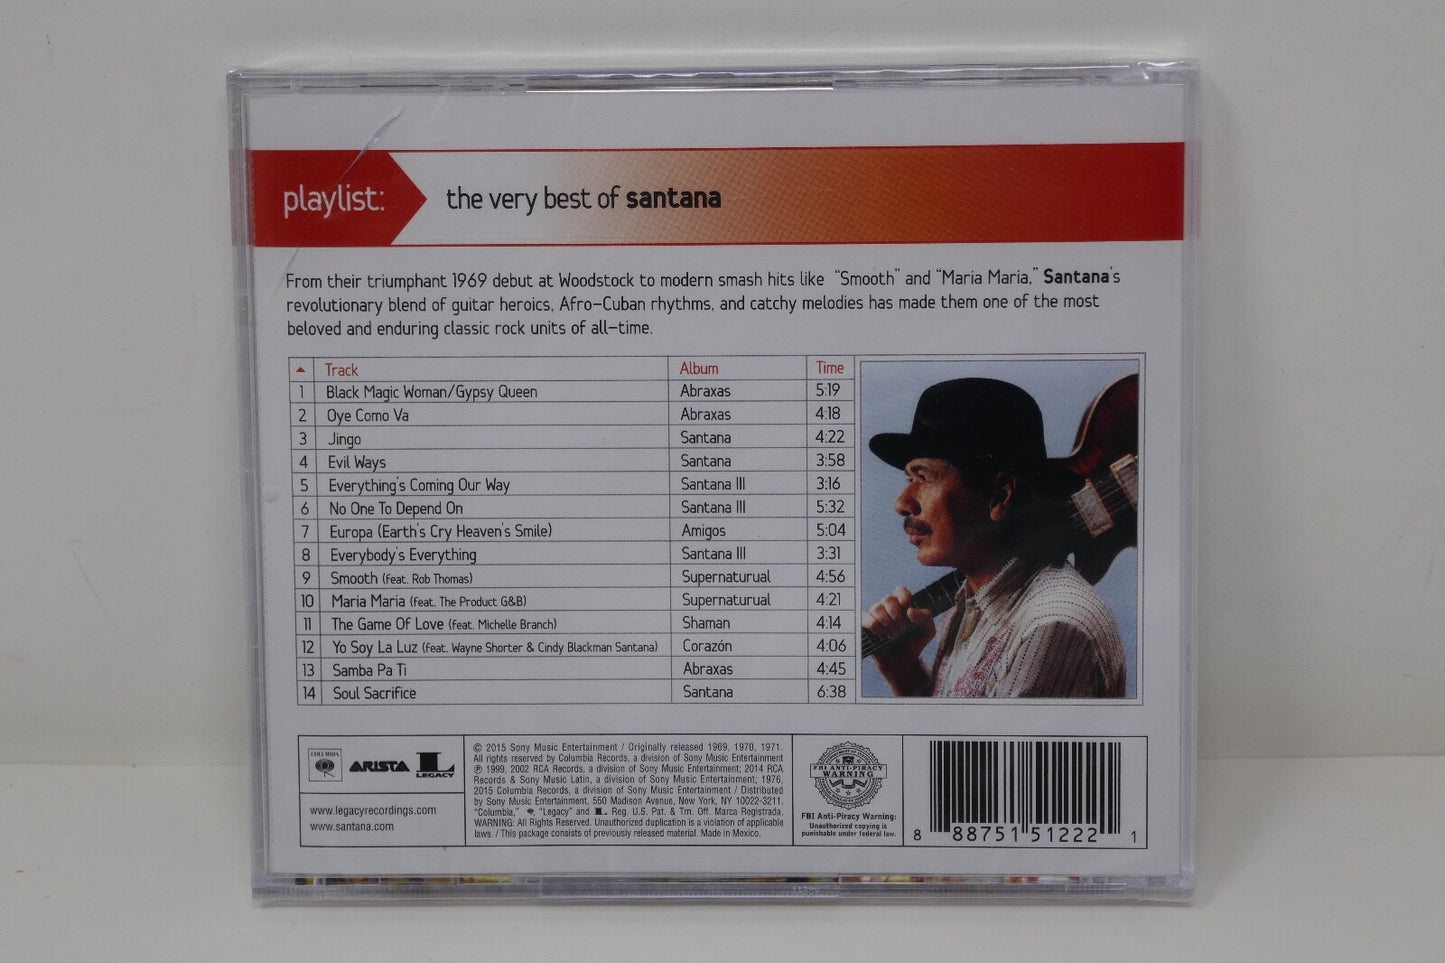 playlist: the very best of santana
From their triumphant 1969 debut at Woodstock to modern smash hits like "Smooth" and "Maria Maria," Santana's
revolutionary blend of guitar heroics, Afro-Cuban rhythms, and catchy melodies has made them one of the most
beloved and enduring classic rock units of all-time.
Track Album Time
1 Black Magic Woman/Gypsy Queen Abraxas 5:19
2 Oye Como Va Abraxas 4:18
3 Jingo Santana 4:22
4 Evil Ways Santana 3:58
5 Everything's Coming Our Way Santana III 3:16
6 No One To Depend On Santana III 5:32
7 Europa (Earth's Cry Heaven's Smile) Amigos 5:04
8 Everybody's Everything Santana III 3:31
9 Smooth (feat. Rob Thomas) Supernaturual 4:56
10 Maria Maria (feat. The Product G&B) Supernaturual 4:21
11 The Game Of Love (feat. Michelle Branch) Shaman 4:14
12 Yo Soy La Luz (feat. Wayne Shorter & Cindy Blackman Santana) Corazón 4:06
13 Samba Pa Ti Abraxas 4:45
14 Soul Sacrifice Santana 6:38
COLUMBIA ARISTA L LEGACY
www.legacyrecordings.com
www.santana.com
© 2015 Sony Music Entertainment / Originally released 1969, 1970, 1971.
All rights reserved by Columbia Records, a division of Sony Music Entertainment
℗ 1999, 2002 RCA Records, a division of Sony Music Entertainment; 2014 RCA
Records & Sony Music Latin, a division of Sony Music Entertainment; 1976,
2015 Columbia Records, a division of Sony Music Entertainment / Distributed
by Sony Music Entertainment, 550 Madison Avenue, New York, NY 10022-3211.
"Columbia," "Legacy" and L Reg. U.S. Pat. & Tm. Off. Marca Registrada.
WARNING: All Rights Reserved. Unauthorized duplication is a violation of applicable
laws. / This package consists of previously released material. Made in Mexico.
FBI ANTI-PIRACY
WARNING
FBI Anti-Piracy Warning:
Unauthorized copying is
punishable under federal law.
8 88751 51222 1